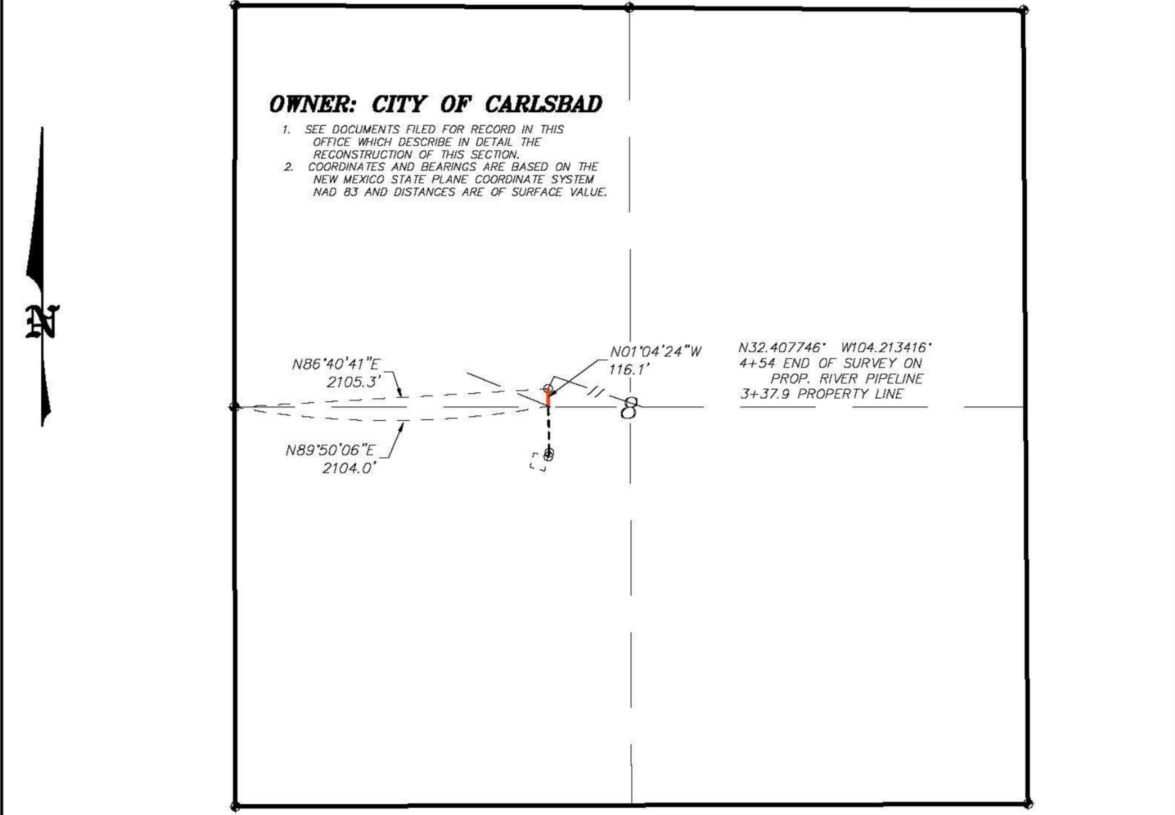 OWNER: CITY OF CARLSBAD
1. SEE DOCUMENTS FILED FOR RECORD IN THIS
OFFICE WHICH DESCRIBE IN DETAIL THE
RECONSTRUCTION OF THIS SECTION.
2. COORDINATES AND BEARINGS ARE BASED ON THE
NEW MEXICO STATE PLANE COORDINATE SYSTEM
NAD 83 AND DISTANCES ARE OF SURFACE VALUE.
N
N86°40'41"E
2105.3'
N01°04'24"W
116.1'
N32.407746° W104.213416°
4+54 END OF SURVEY ON
PROP. RIVER PIPELINE
3+37.9 PROPERTY LINE
8
N89°50'06"E
2104.0'